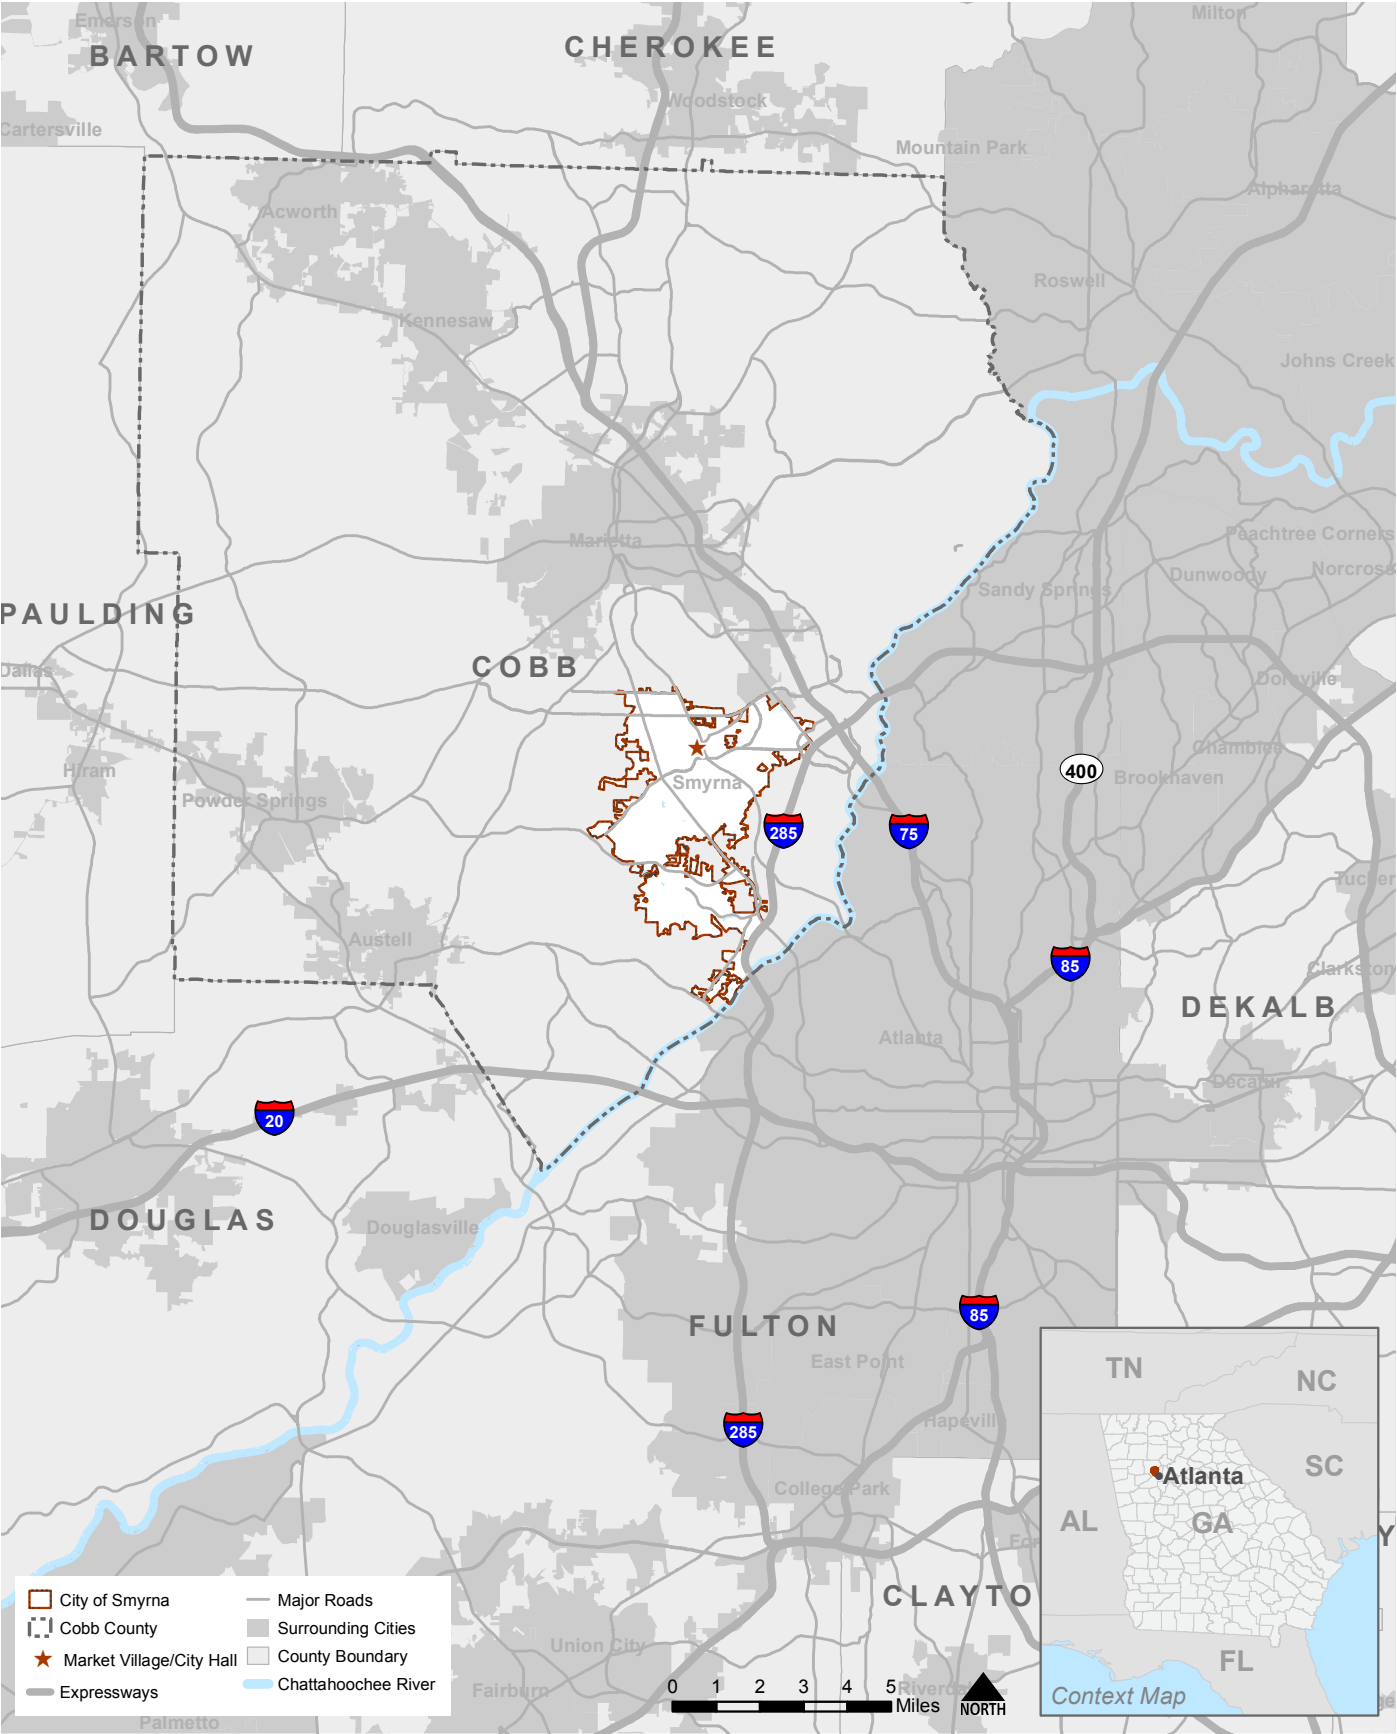 Emerson
BARTOW
CHEROKEE
Milton
Woodstock
Cartersville
Mountain Park
Alpharetta
Acworth
Roswell
Kennesaw
Johns Creek
Marietta
Peachtree Corners
Dunwoody
Norcross
Sandy Springs
PAULDING
COBB
Dallas
Doraville
Hiram
Chamblee
Smyrna
400
Brookhaven
Powder Springs
285
75
Tucker
Austell
85
Clarkston
DEKALB
Atlanta
Decatur
20
DOUGLAS
Douglasville
85
FULTON
East Point
Hapeville
285
College Park
CLAYTO
Union City
Fairburn
Palmetto
City of Smyrna
Cobb County
Market Village/City Hall
Expressways
Major Roads
Surrounding Cities
County Boundary
Chattahoochee River
0 1 2 3 4 5
Miles
NORTH
TN
NC
SC
Atlanta
AL
GA
FL
Context Map
Y